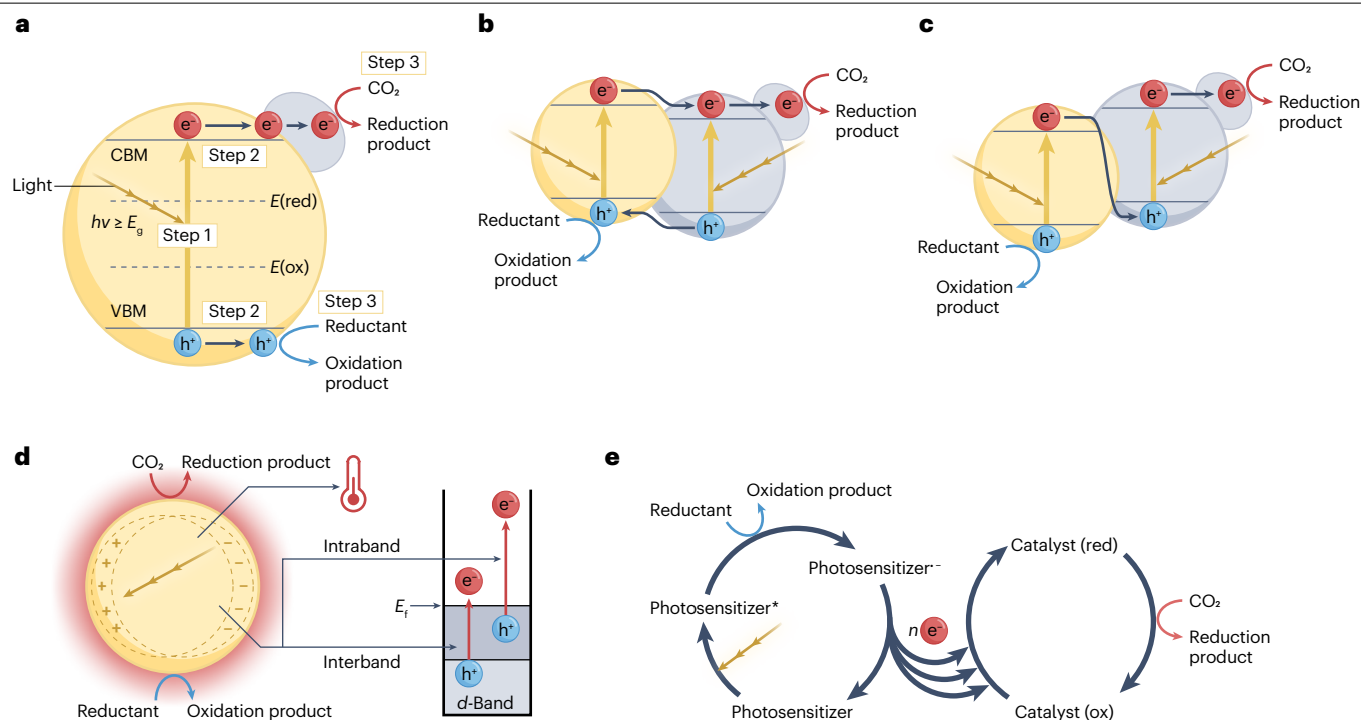 a
Step 3
CO₂
e⁻ e⁻ e⁻
Reduction
product
CBM
Step 2
Light
E(red)
hν ≥ E_g
Step 1
E(ox)
VBM
Step 2
Step 3
Reductant
h⁺ h⁺
Oxidation
product
b
CO₂
e⁻ e⁻ e⁻
Reduction
product
Reductant
h⁺ h⁺
Oxidation
product
c
CO₂
e⁻ e⁻ e⁻
Reduction
product
h⁺
Reductant
h⁺
Oxidation
product
d
CO₂ Reduction product
e⁻
Intraband
+ + + + − − − −
e⁻
E_f
h⁺
Interband
h⁺
d-Band
Reductant Oxidation product
e
Oxidation product
Reductant
Photosensitizer·−
Catalyst (red)
Photosensitizer*
n e⁻
CO₂
Reduction
product
Photosensitizer
Catalyst (ox)